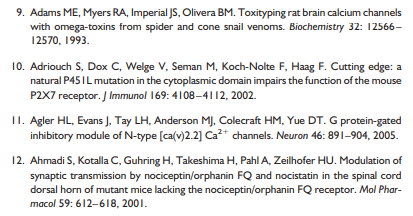 9. Adams ME, Myers RA, Imperial JS, Olivera BM. Toxityping rat brain calcium channels
with omega-toxins from spider and cone snail venoms. Biochemistry 32: 12566–
12570, 1993.
10. Adriouch S, Dox C, Welge V, Seman M, Koch-Nolte F, Haag F. Cutting edge: a
natural P451L mutation in the cytoplasmic domain impairs the function of the mouse
P2X7 receptor. J Immunol 169: 4108–4112, 2002.
11. Agler HL, Evans J, Tay LH, Anderson MJ, Colecraft HM, Yue DT. G protein-gated
inhibitory module of N-type [ca(v)2.2] Ca²⁺ channels. Neuron 46: 891–904, 2005.
12. Ahmadi S, Kotalla C, Guhring H, Takeshima H, Pahl A, Zeilhofer HU. Modulation of
synaptic transmission by nociceptin/orphanin FQ and nocistatin in the spinal cord
dorsal horn of mutant mice lacking the nociceptin/orphanin FQ receptor. Mol Phar-
macol 59: 612–618, 2001.